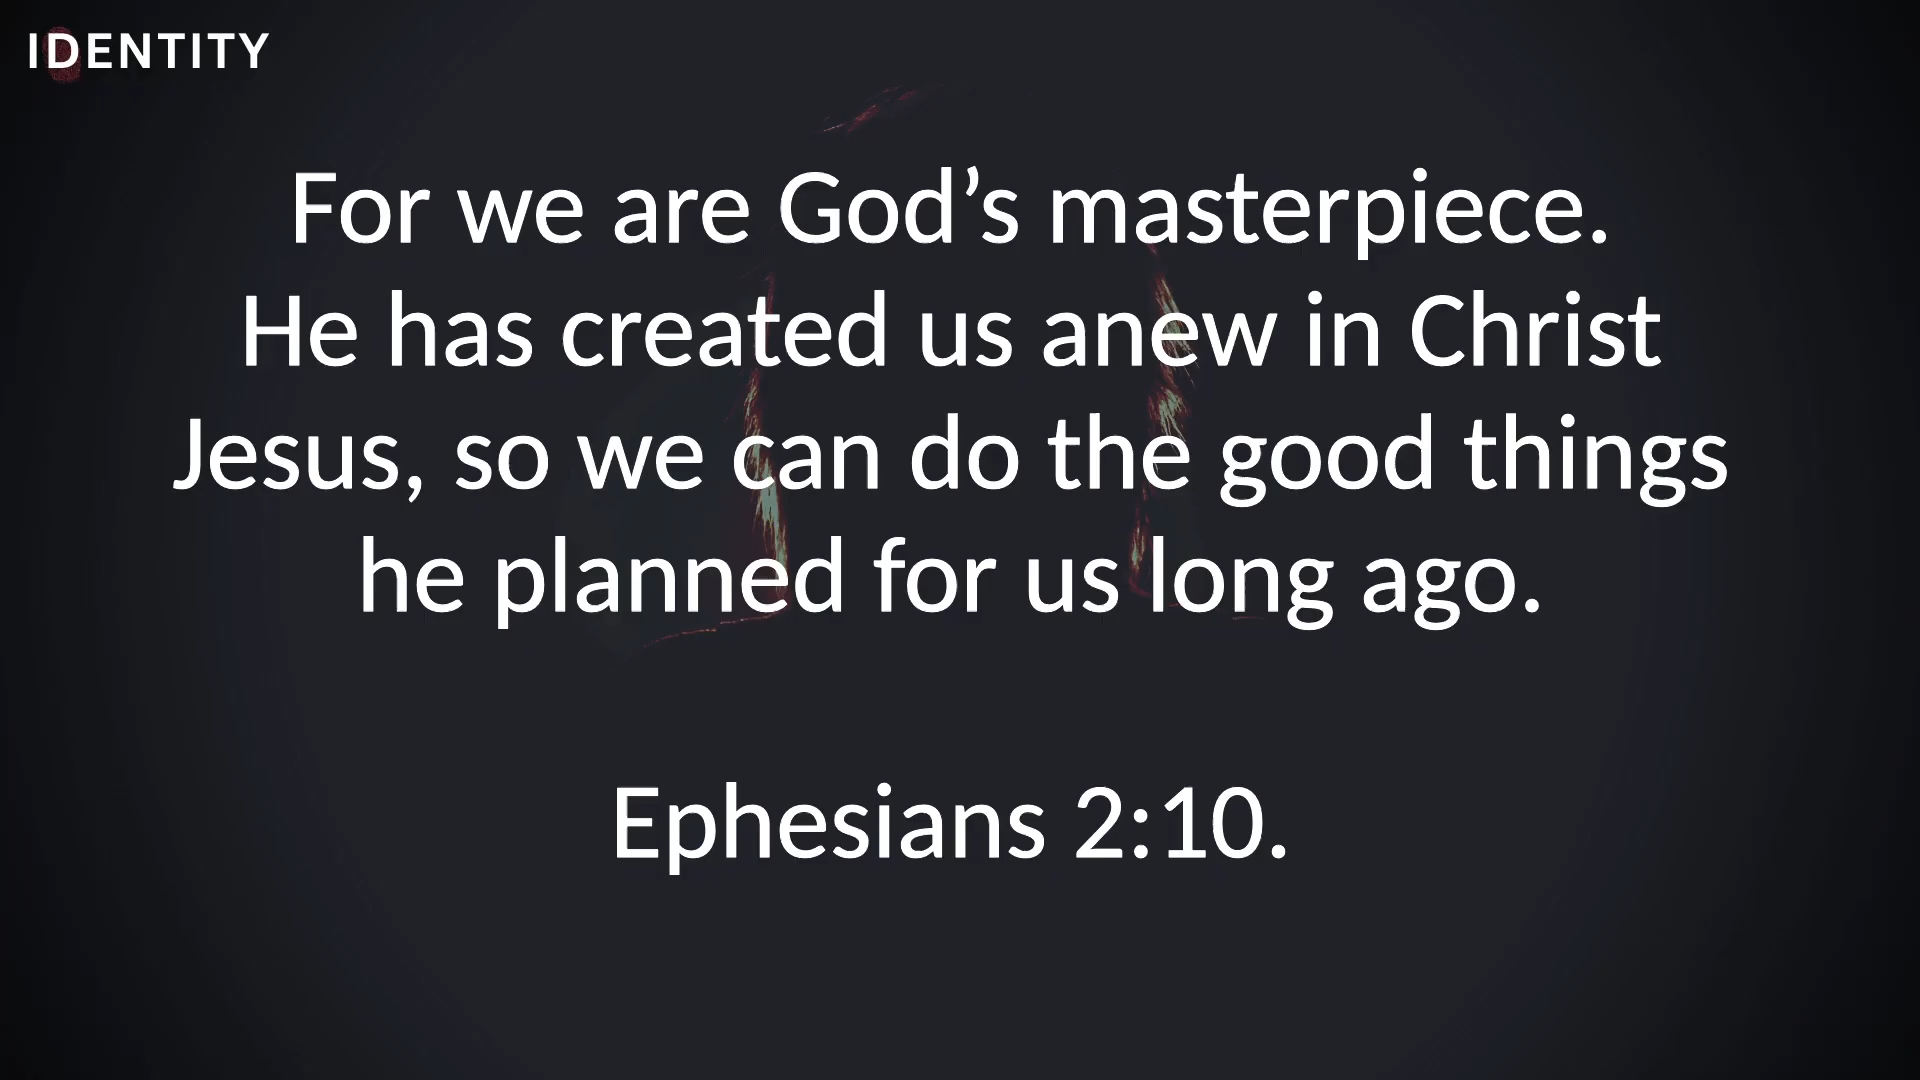 IDENTITY
For we are God’s masterpiece.
He has created us anew in Christ
Jesus, so we can do the good things
he planned for us long ago.
Ephesians 2:10.